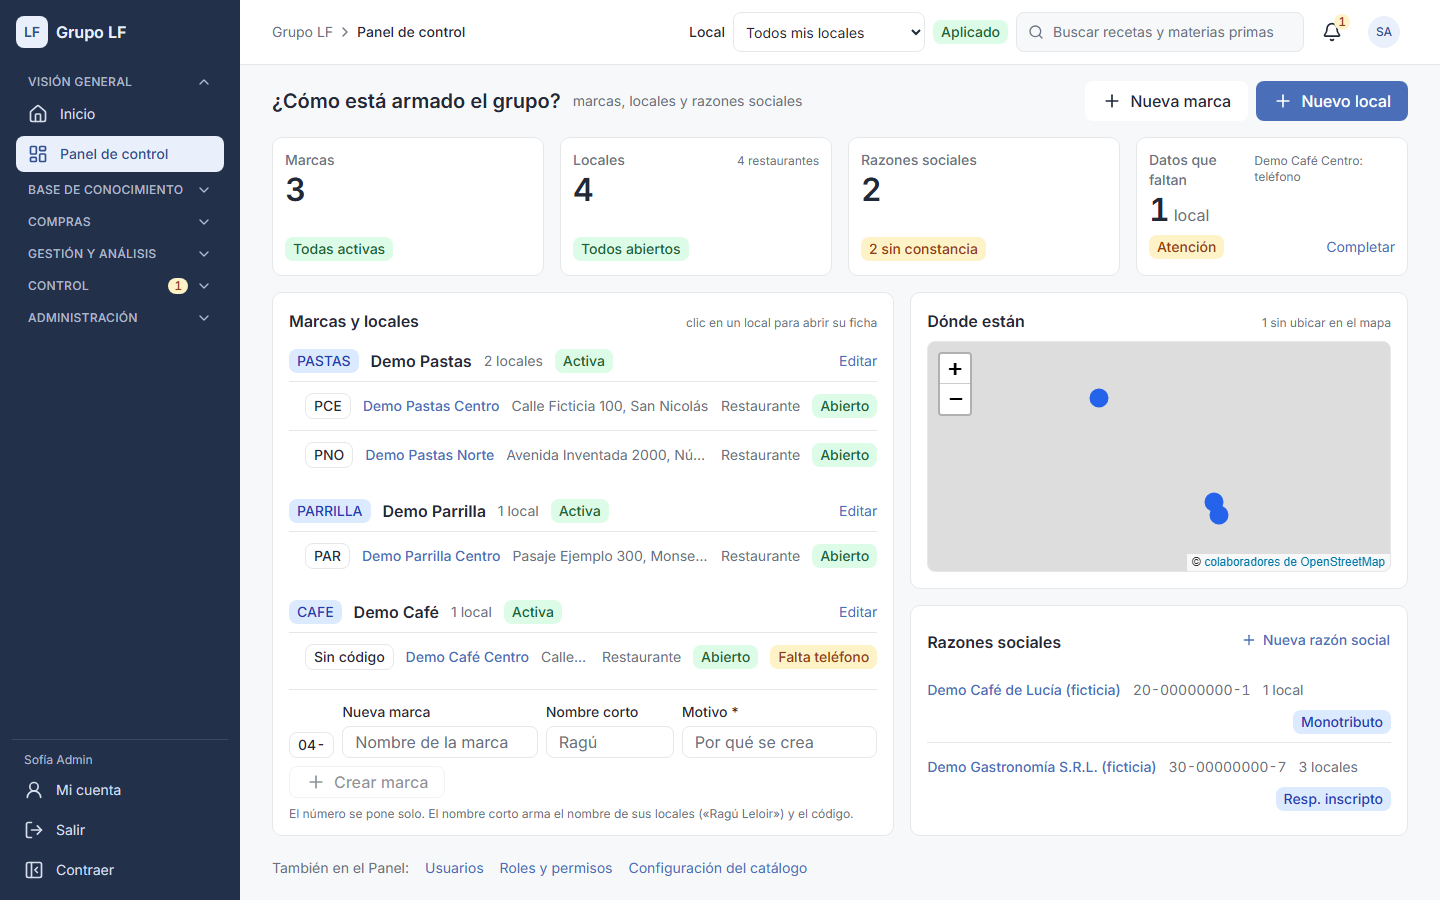 LF Grupo LF
VISIÓN GENERAL
Inicio
Panel de control
BASE DE CONOCIMIENTO
COMPRAS
GESTIÓN Y ANÁLISIS
CONTROL 1
ADMINISTRACIÓN
Sofía Admin
Mi cuenta
Salir
Contraer
Grupo LF > Panel de control
Local Todos mis locales Aplicado Buscar recetas y materias primas 1 SA
¿Cómo está armado el grupo? marcas, locales y razones sociales
+ Nueva marca
+ Nuevo local
Marcas
3
Todas activas
Locales 4 restaurantes
4
Todos abiertos
Razones sociales
2
2 sin constancia
Datos que
faltan
Demo Café Centro:
teléfono
1 local
Atención Completar
Marcas y locales clic en un local para abrir su ficha
PASTAS Demo Pastas 2 locales Activa Editar
PCE Demo Pastas Centro Calle Ficticia 100, San Nicolás Restaurante Abierto
PNO Demo Pastas Norte Avenida Inventada 2000, Nú... Restaurante Abierto
PARRILLA Demo Parrilla 1 local Activa Editar
PAR Demo Parrilla Centro Pasaje Ejemplo 300, Monse... Restaurante Abierto
CAFE Demo Café 1 local Activa Editar
Sin código Demo Café Centro Calle... Restaurante Abierto Falta teléfono
Nueva marca Nombre corto Motivo *
04- Nombre de la marca Ragú Por qué se crea
+ Crear marca
El número se pone solo. El nombre corto arma el nombre de sus locales («Ragú Leloir») y el código.
Dónde están 1 sin ubicar en el mapa
+
−
© colaboradores de OpenStreetMap
Razones sociales + Nueva razón social
Demo Café de Lucía (ficticia) 20-00000000-1 1 local
Monotributo
Demo Gastronomía S.R.L. (ficticia) 30-00000000-7 3 locales
Resp. inscripto
También en el Panel: Usuarios Roles y permisos Configuración del catálogo